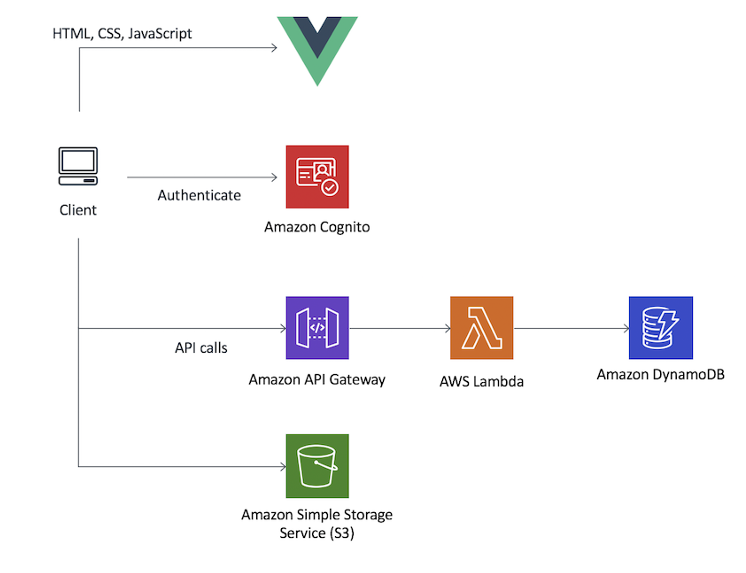 HTML, CSS, JavaScript
Client
Authenticate
Amazon Cognito
API calls
Amazon API Gateway
AWS Lambda
Amazon DynamoDB
Amazon Simple Storage
Service (S3)